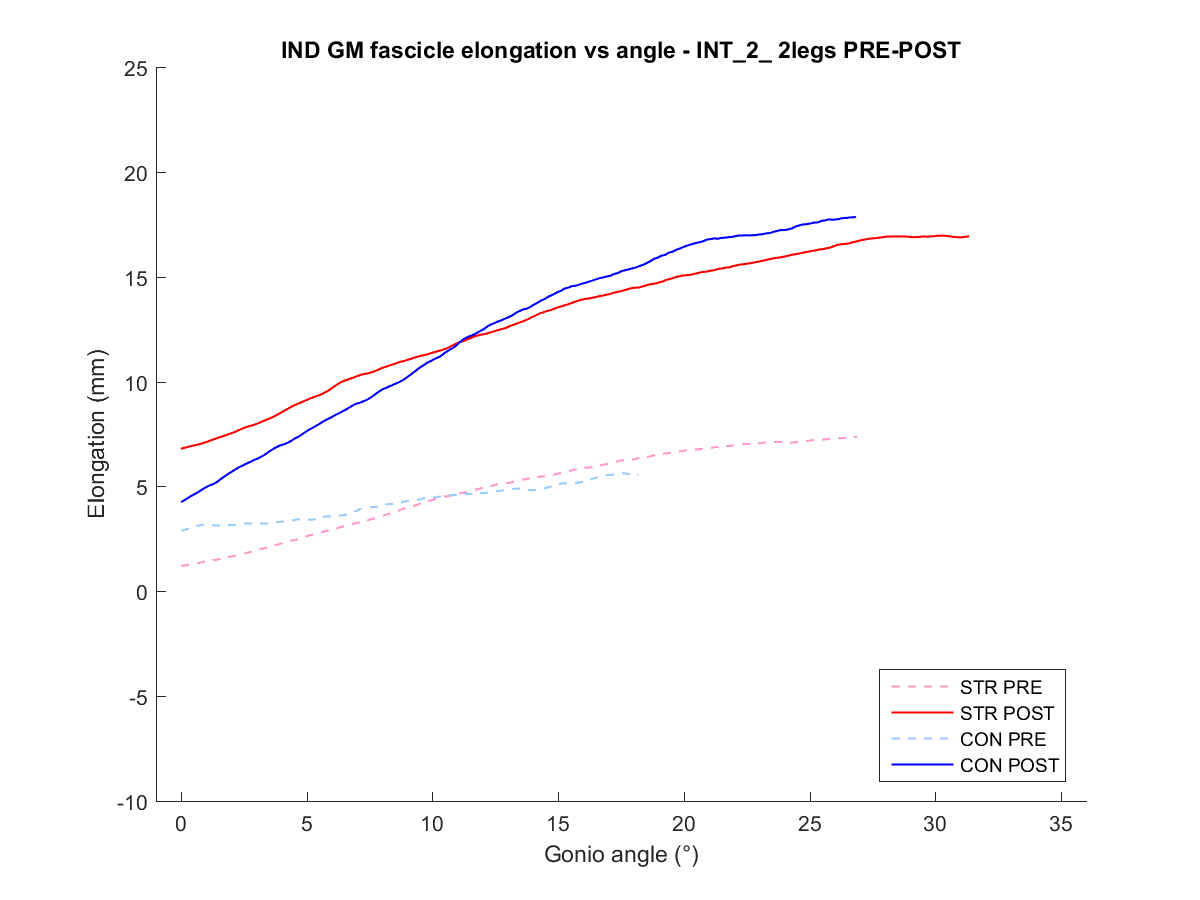 IND GM fascicle elongation vs angle - INT_2_ 2legs PRE-POST
25
20
15
10
5
0
-5
-10
Elongation (mm)
0 5 10 15 20 25 30 35
Gonio angle (°)
STR PRE
STR POST
CON PRE
CON POST